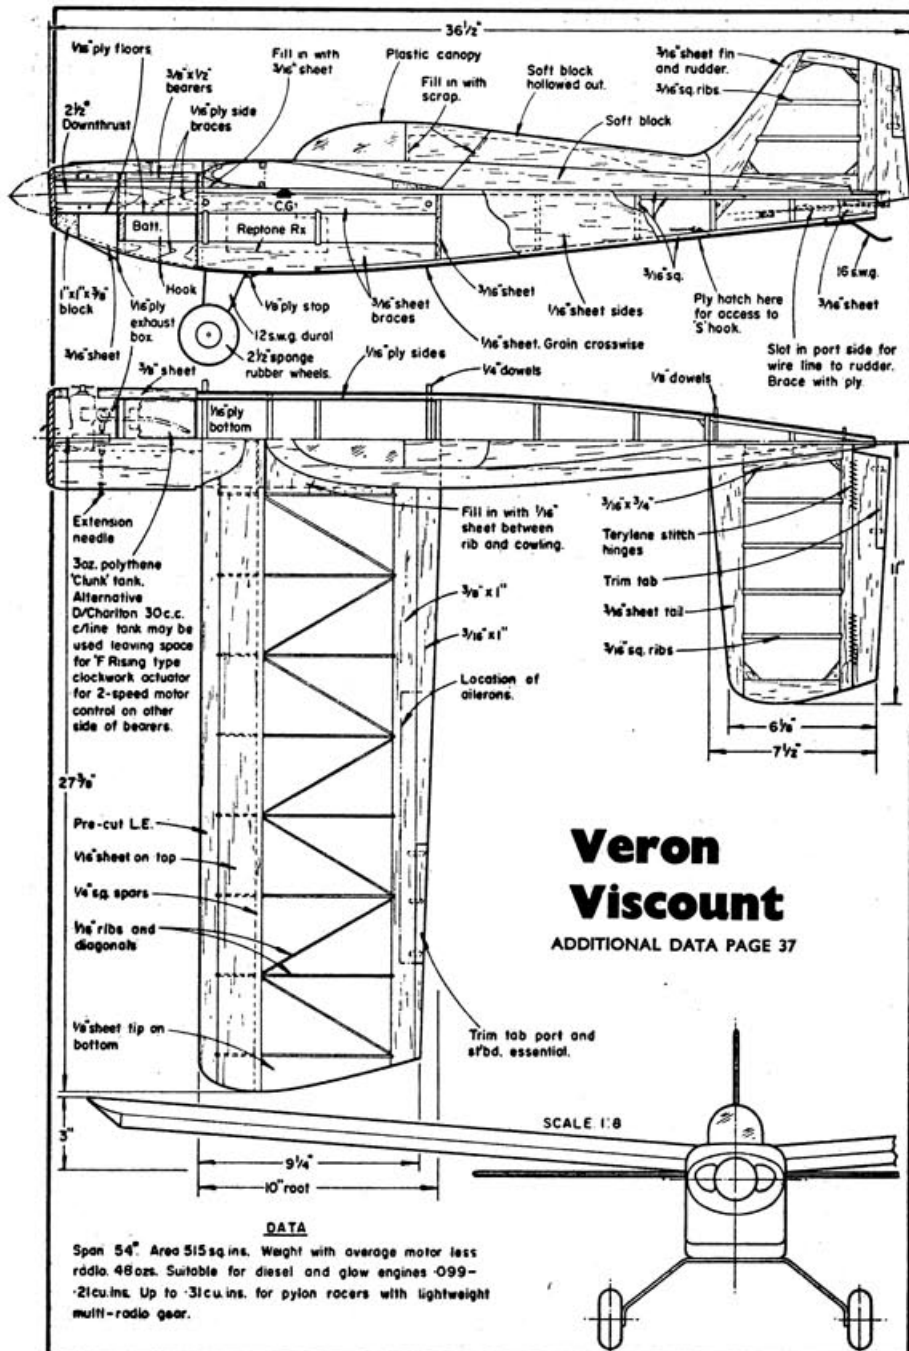 36½"
1/16" ply floors
3/8" x 1/2"
bearers
Fill in with
3/16" sheet
Plastic canopy
Fill in with
scrap.
Soft block
hollowed out.
3/16" sheet fin
and rudder.
3/16" sq. ribs
2½°
Downthrust
1/16" ply side
braces
Soft block
C.G.
Batt.
Reptone Rx
Hook
1" x 1" x 3/8"
block
1/16" ply
exhaust
box.
3/16" sheet
1/8" ply stop
12 s.w.g. dural
2½" sponge
rubber wheels.
3/16" sheet
braces
3/16" sheet
1/16" sheet. Grain crosswise
1/16" sheet sides
3/16" sq.
Ply hatch here
for access to
'S' hook.
16 s.w.g.
3/16" sheet
Slot in port side for
wire line to rudder.
Brace with ply.
3/8" sheet
1/16" ply sides
1/4" dowels
1/8" dowels
1/16" ply
bottom
Extension
needle
3oz. polythene
'Clunk' tank.
Alternative
D/Charlton 30c.c.
c/line tank may be
used leaving space
for 'F Rising type
clockwork actuator
for 2-speed motor
control on other
side of bearers.
Fill in with 1/16"
sheet between
rib and cowling.
3/16" x 3/4"
Terylene stitch
hinges
Trim tab
3/16" sheet tail
3/16" sq. ribs
11"
3/8" x 1"
3/16" x 1"
Location of
ailerons.
6⅛"
7½"
27⅜"
Pre-cut L.E.
1/16" sheet on top
1/4" sq. spars
1/16" ribs and
diagonals
1/8" sheet tip on
bottom
Veron
Viscount
ADDITIONAL DATA PAGE 37
Trim tab port and
st'bd. essential.
3"
SCALE 1:8
9¼"
10" root
DATA
Span 54". Area 515 sq. ins. Weight with average motor less
radio. 48 ozs. Suitable for diesel and glow engines ·099–
·21cu.ins. Up to ·31cu.ins. for pylon racers with lightweight
multi-radio gear.